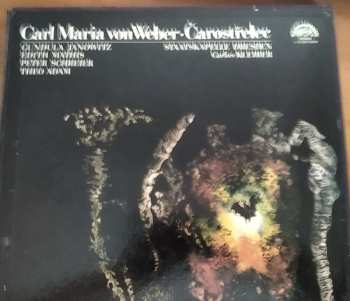 Carl Maria von Weber · Čarostřelec
GUNDULA JANOWITZ STAATSKAPELLE DRESDEN
EDITH MATHIS Carlos KLEIBER
PETER SCHREIER
THEO ADAM